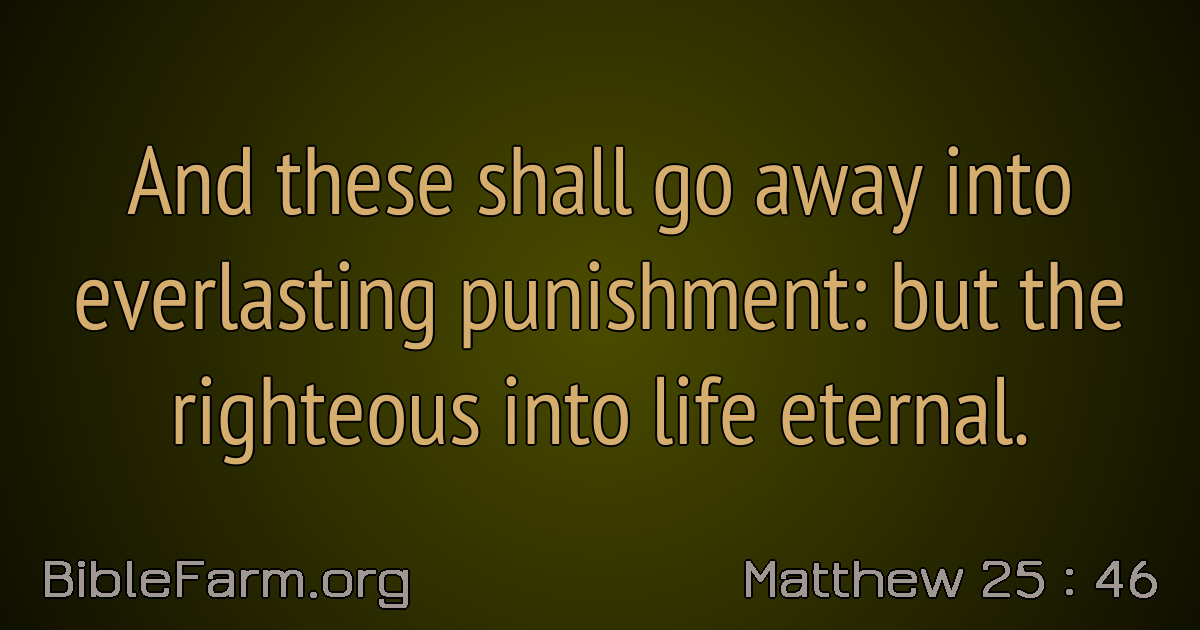 And these shall go away into
everlasting punishment: but the
righteous into life eternal.
BibleFarm.org
Matthew 25 : 46